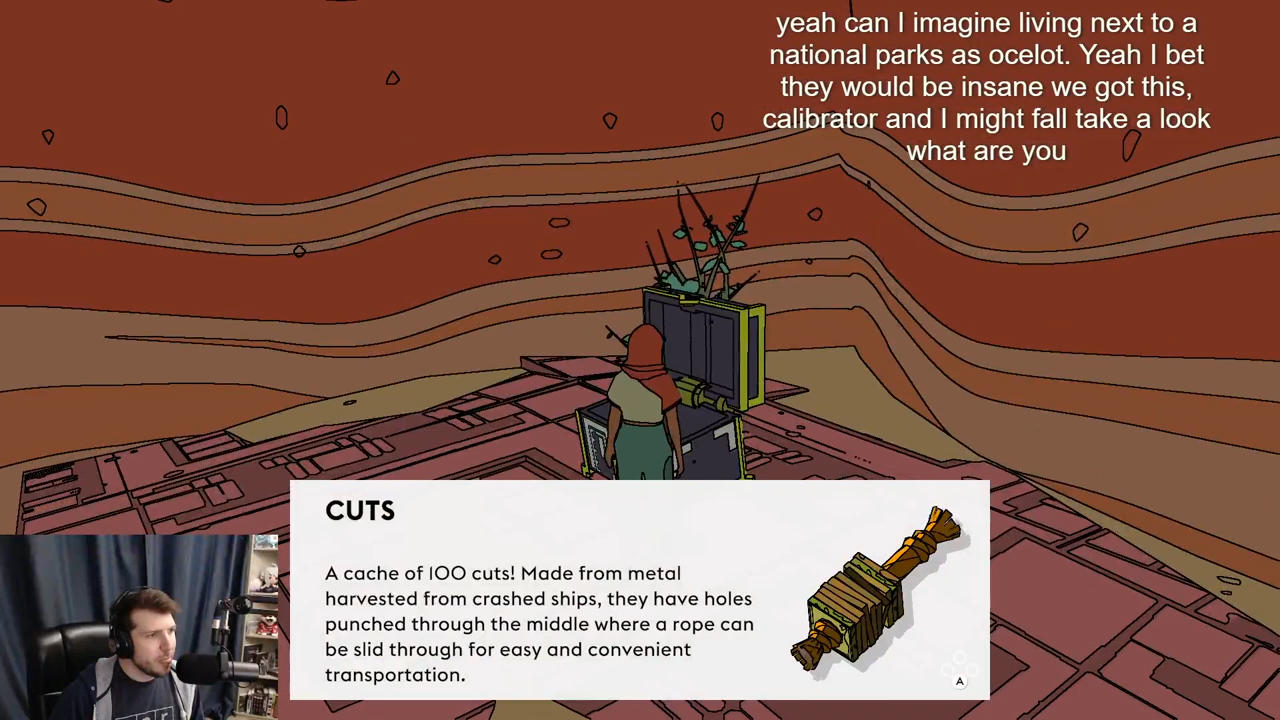 yeah can I imagine living next to a
national parks as ocelot. Yeah I bet
they would be insane we got this,
calibrator and I might fall take a look
what are you
CUTS
A cache of 100 cuts! Made from metal
harvested from crashed ships, they have holes
punched through the middle where a rope can
be slid through for easy and convenient
transportation.
A